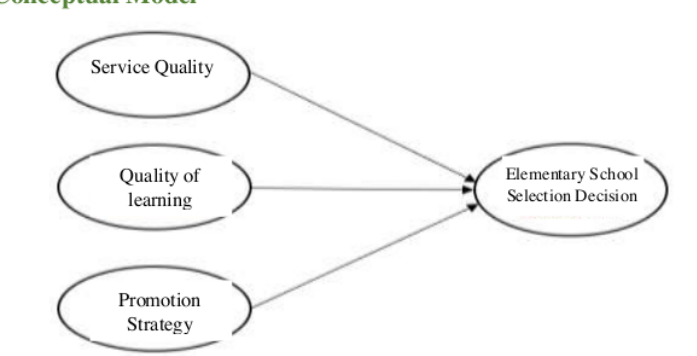 Conceptual Model
Service Quality
Quality of
learning
Elementary School
Selection Decision
Promotion
Strategy